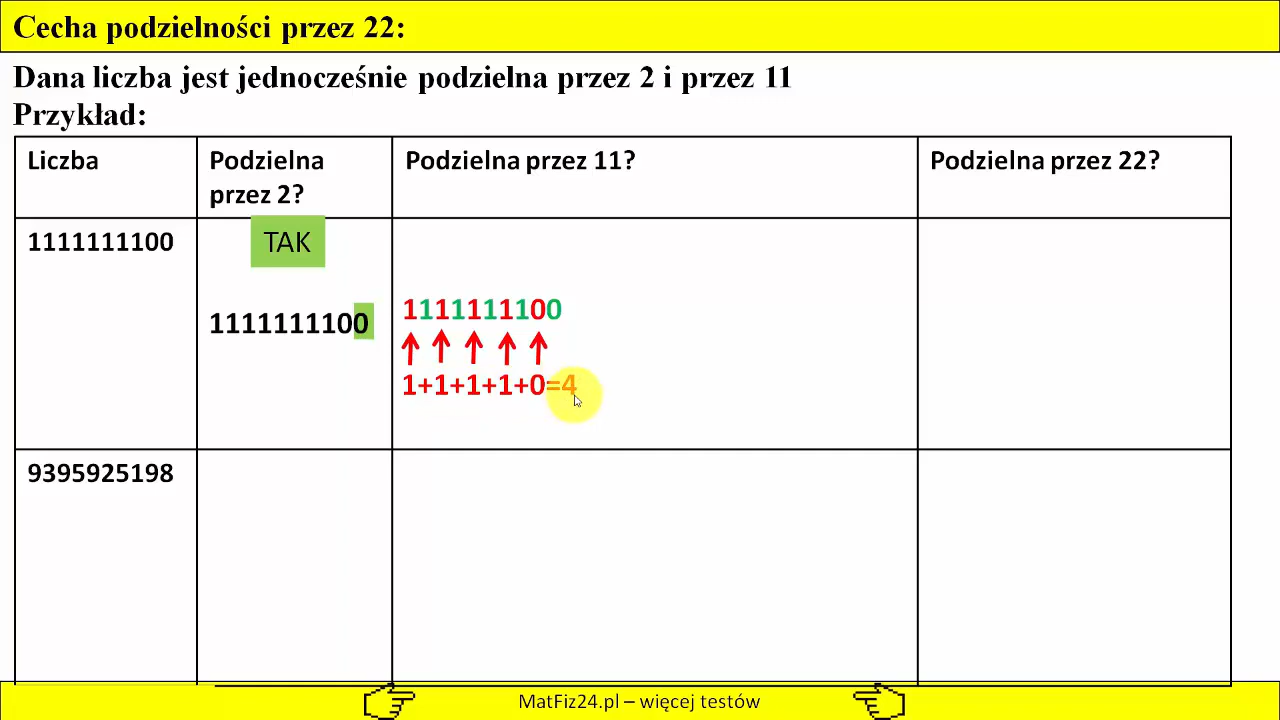 Cecha podzielności przez 22:
Dana liczba jest jednocześnie podzielna przez 2 i przez 11
Przykład:
Liczba
Podzielna
przez 2?
Podzielna przez 11?
Podzielna przez 22?
1111111100
TAK
1111111100
1111111100
1+1+1+1+0=4
9395925198
MatFiz24.pl – więcej testów